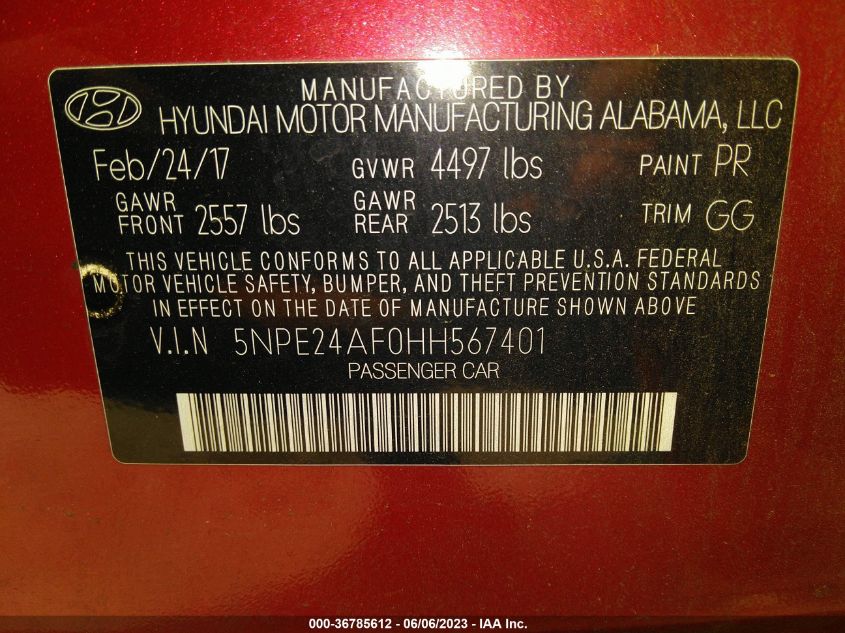 MANUFACTURED BY
HYUNDAI MOTOR MANUFACTURING ALABAMA, LLC
Feb/24/17 GVWR 4497 lbs PAINT PR
GAWR FRONT 2557 lbs GAWR REAR 2513 lbs TRIM GG
THIS VEHICLE CONFORMS TO ALL APPLICABLE U.S.A. FEDERAL
MOTOR VEHICLE SAFETY, BUMPER, AND THEFT PREVENTION STANDARDS
IN EFFECT ON THE DATE OF MANUFACTURE SHOWN ABOVE
V.I.N 5NPE24AF0HH567401
PASSENGER CAR
000-36785612 - 06/06/2023 - IAA Inc.